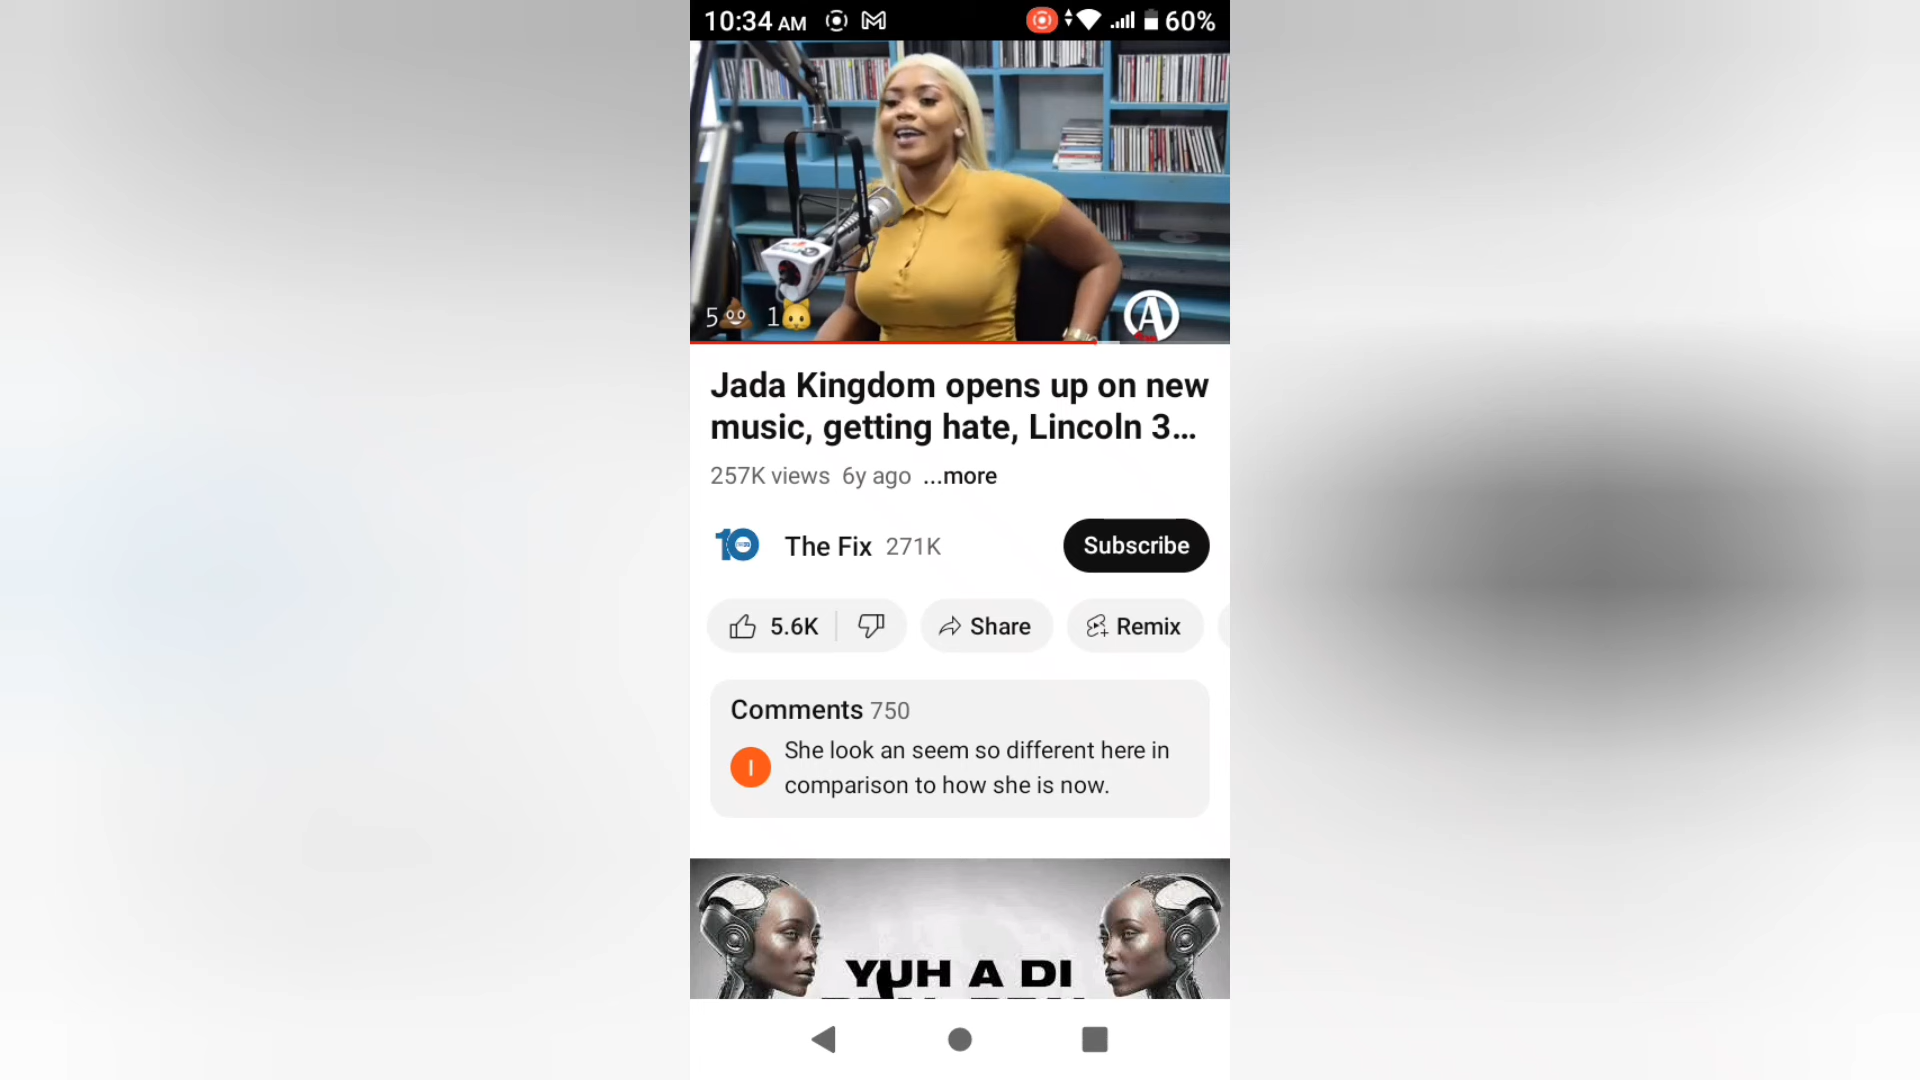 10:34 AM
60%
5💩 1🐱
A
Jada Kingdom opens up on new
music, getting hate, Lincoln 3...
257K views 6y ago ...more
10
The Fix 271K
Subscribe
5.6K
Share
Remix
Comments 750
I
She look an seem so different here in
comparison to how she is now.
YUH A DI